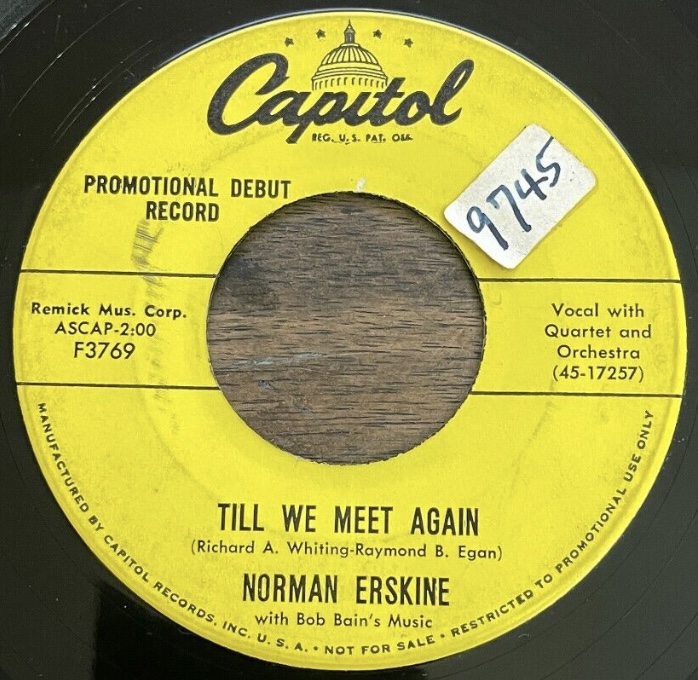 Capitol
REG. U.S. PAT. OFF.
PROMOTIONAL DEBUT
RECORD
9745
Remick Mus. Corp.
ASCAP-2:00
F3769
Vocal with
Quartet and
Orchestra
(45-17257)
TILL WE MEET AGAIN
(Richard A. Whiting-Raymond B. Egan)
NORMAN ERSKINE
with Bob Bain's Music
MANUFACTURED BY CAPITOL RECORDS, INC. U.S.A. • NOT FOR SALE • RESTRICTED TO PROMOTIONAL USE ONLY